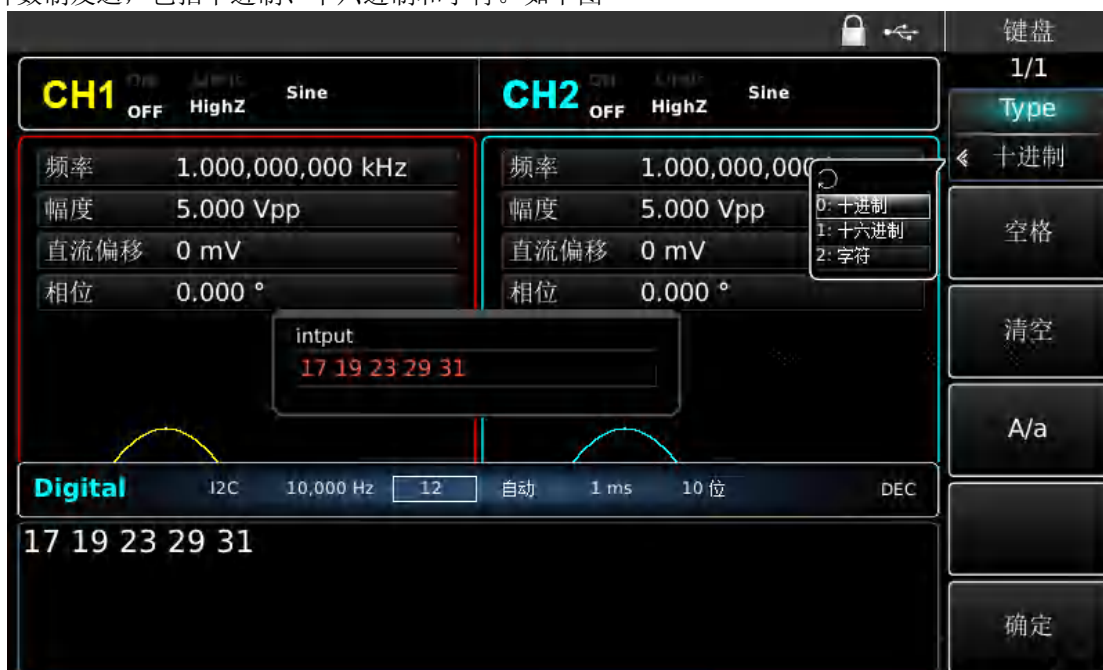 键盘
1/1
CH1 OFF HighZ Sine
CH2 OFF HighZ Sine
Type
十进制
频率 1.000,000,000 kHz
幅度 5.000 Vpp
直流偏移 0 mV
相位 0.000 °
频率 1.000,000,000
幅度 5.000 Vpp
直流偏移 0 mV
相位 0.000 °
0: 十进制
1: 十六进制
2: 字符
空格
intput
17 19 23 29 31
清空
A/a
Digital I2C 10,000 Hz 12 自动 1 ms 10 位 DEC
17 19 23 29 31
确定